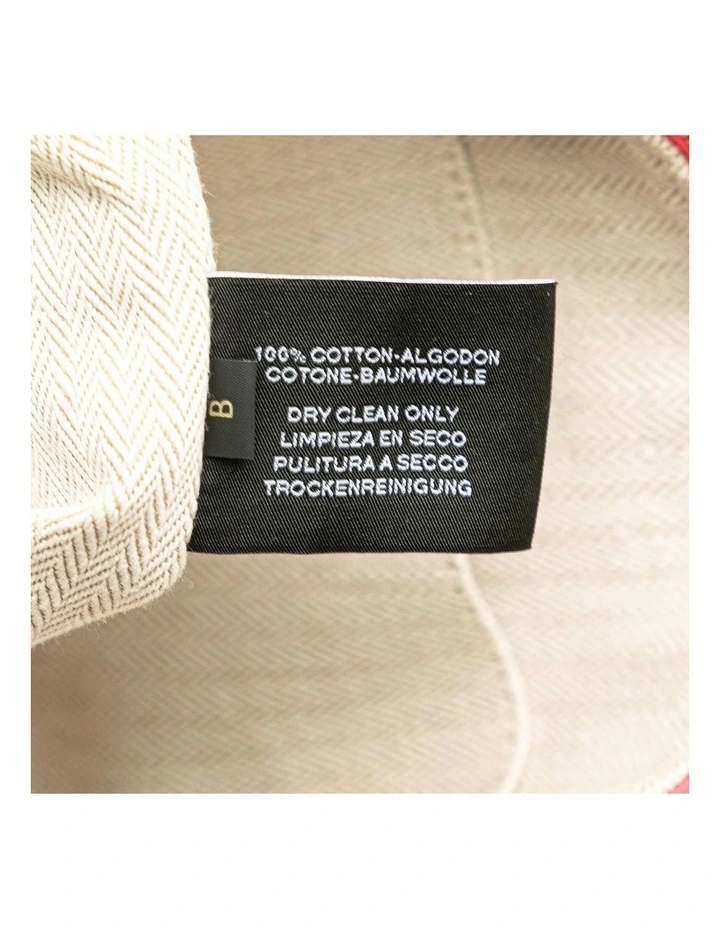 100% COTTON-ALGODON
COTONE-BAUMWOLLE
DRY CLEAN ONLY
LIMPIEZA EN SECO
PULITURA A SECCO
TROCKENREINIGUNG
B